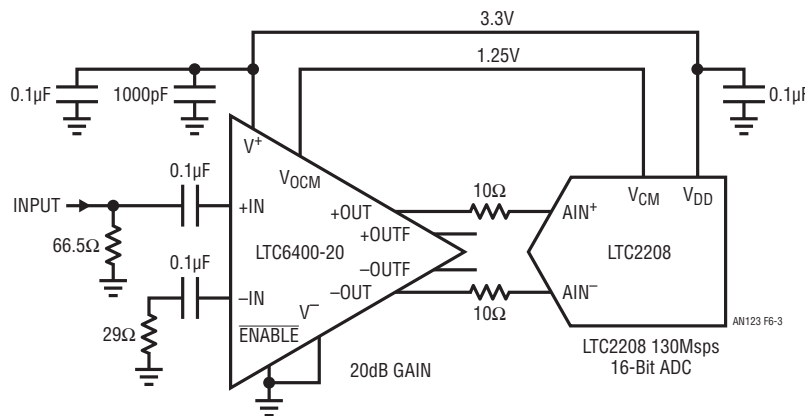 3.3V
1.25V
0.1µF
1000pF
0.1µF
V+
VOCM
VCM
VDD
0.1µF
INPUT
+IN
+OUT
10Ω
AIN+
+OUTF
66.5Ω
LTC6400-20
LTC2208
0.1µF
–OUTF
–IN
V–
–OUT
AIN–
29Ω
ENABLE
10Ω
AN123 F6-3
20dB GAIN
LTC2208 130Msps
16-Bit ADC